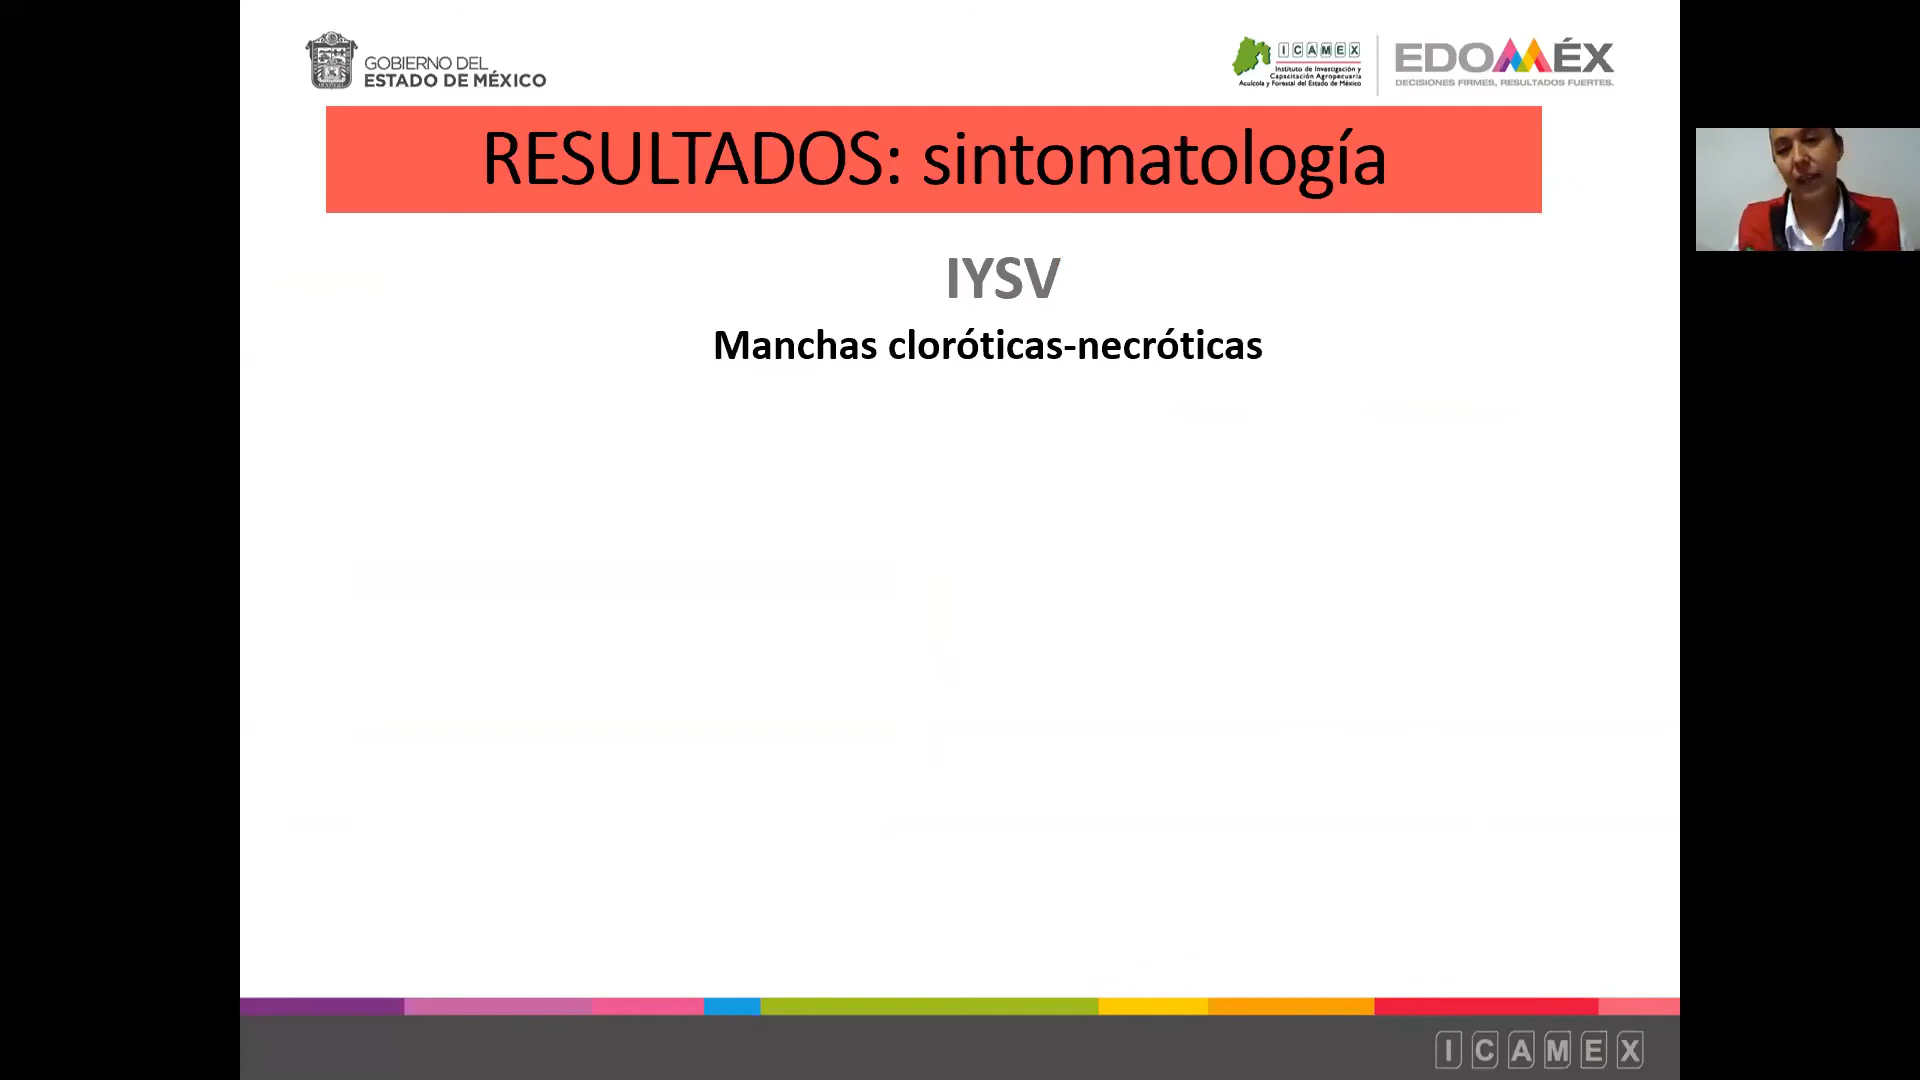 GOBIERNO DEL
ESTADO DE MÉXICO
ICAMEX
Instituto de Investigación y
Capacitación Agropecuaria
Acuícola y Forestal del Estado de México
EDOMÉX
DECISIONES FIRMES, RESULTADOS FUERTES.
RESULTADOS: sintomatología
IYSV
Manchas cloróticas-necróticas
ICAMEX